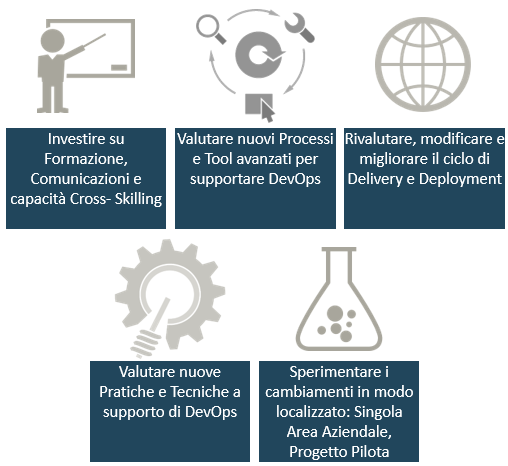 Investire su
Formazione,
Comunicazioni e
capacità Cross- Skilling
Valutare nuovi Processi
e Tool avanzati per
supportare DevOps
Rivalutare, modificare e
migliorare il ciclo di
Delivery e Deployment
Valutare nuove
Pratiche e Tecniche a
supporto di DevOps
Sperimentare i
cambiamenti in modo
localizzato: Singola
Area Aziendale,
Progetto Pilota